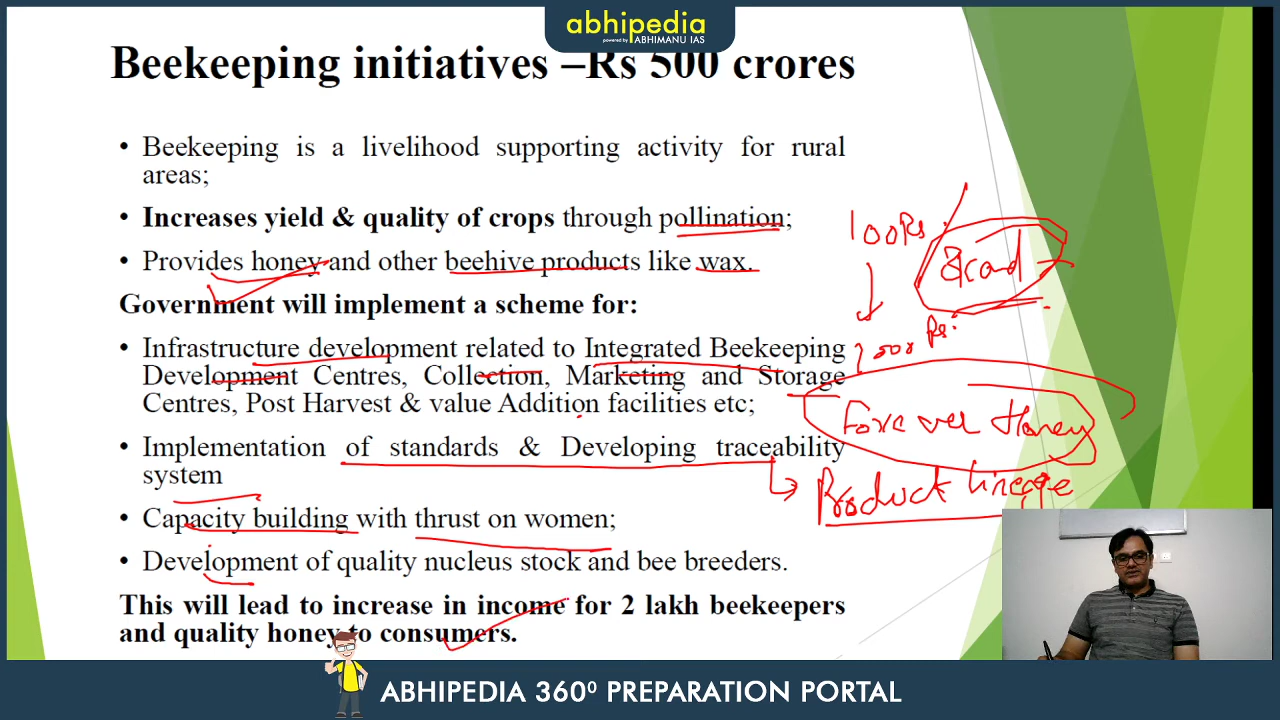 abhipedia
powered by ABHIMANU IAS
Beekeeping initiatives –Rs 500 crores
• Beekeeping is a livelihood supporting activity for rural
areas;
• Increases yield & quality of crops through pollination;
• Provides honey and other beehive products like wax.
Government will implement a scheme for:
• Infrastructure development related to Integrated Beekeeping
Development Centres, Collection, Marketing and Storage
Centres, Post Harvest & value Addition facilities etc;
• Implementation of standards & Developing traceability
system
• Capacity building with thrust on women;
• Development of quality nucleus stock and bee breeders.
This will lead to increase in income for 2 lakh beekeepers
and quality honey to consumers.
100 Rs
Rs.
Forever Honey
Product lineage
ABHIPEDIA 360⁰ PREPARATION PORTAL